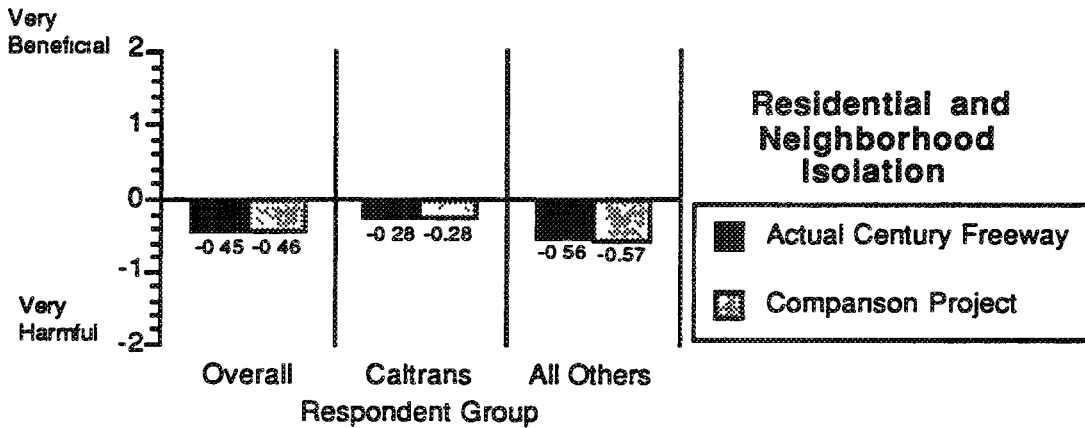 Very
Beneficial
2
1
0
-1
-2
Very
Harmful
-0 45 -0 46
-0 28 -0.28
-0 56 -0.57
Overall
Caltrans
All Others
Respondent Group
Residential and
Neighborhood
Isolation
Actual Century Freeway
Comparison Project